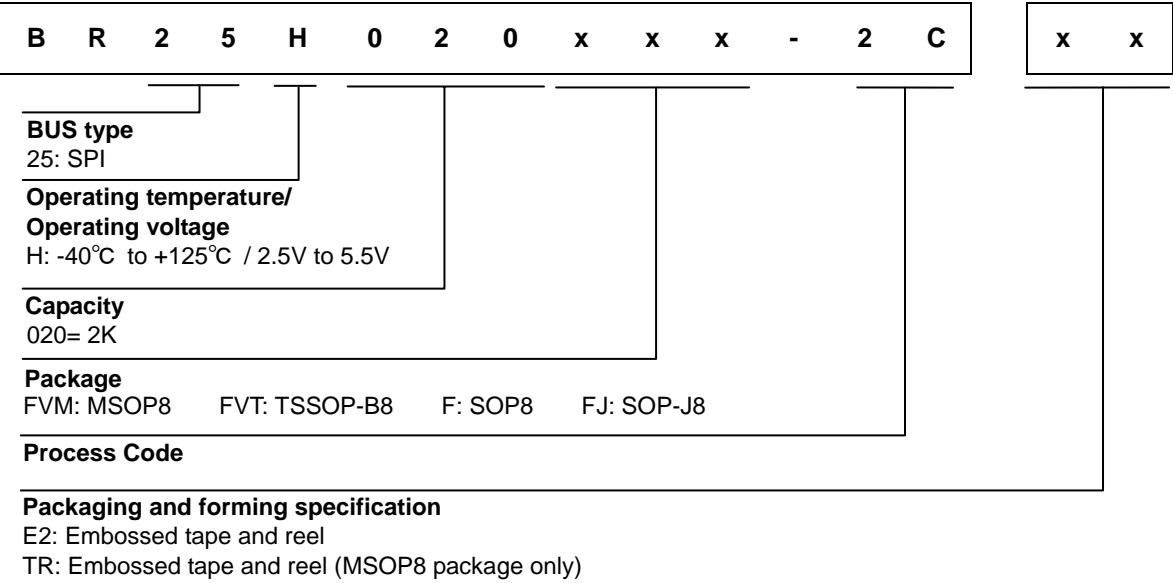 B R 2 5 H 0 2 0 x x x - 2 C x x
BUS type
25: SPI
Operating temperature/
Operating voltage
H: -40℃ to +125℃ / 2.5V to 5.5V
Capacity
020= 2K
Package
FVM: MSOP8 FVT: TSSOP-B8 F: SOP8 FJ: SOP-J8
Process Code
Packaging and forming specification
E2: Embossed tape and reel
TR: Embossed tape and reel (MSOP8 package only)